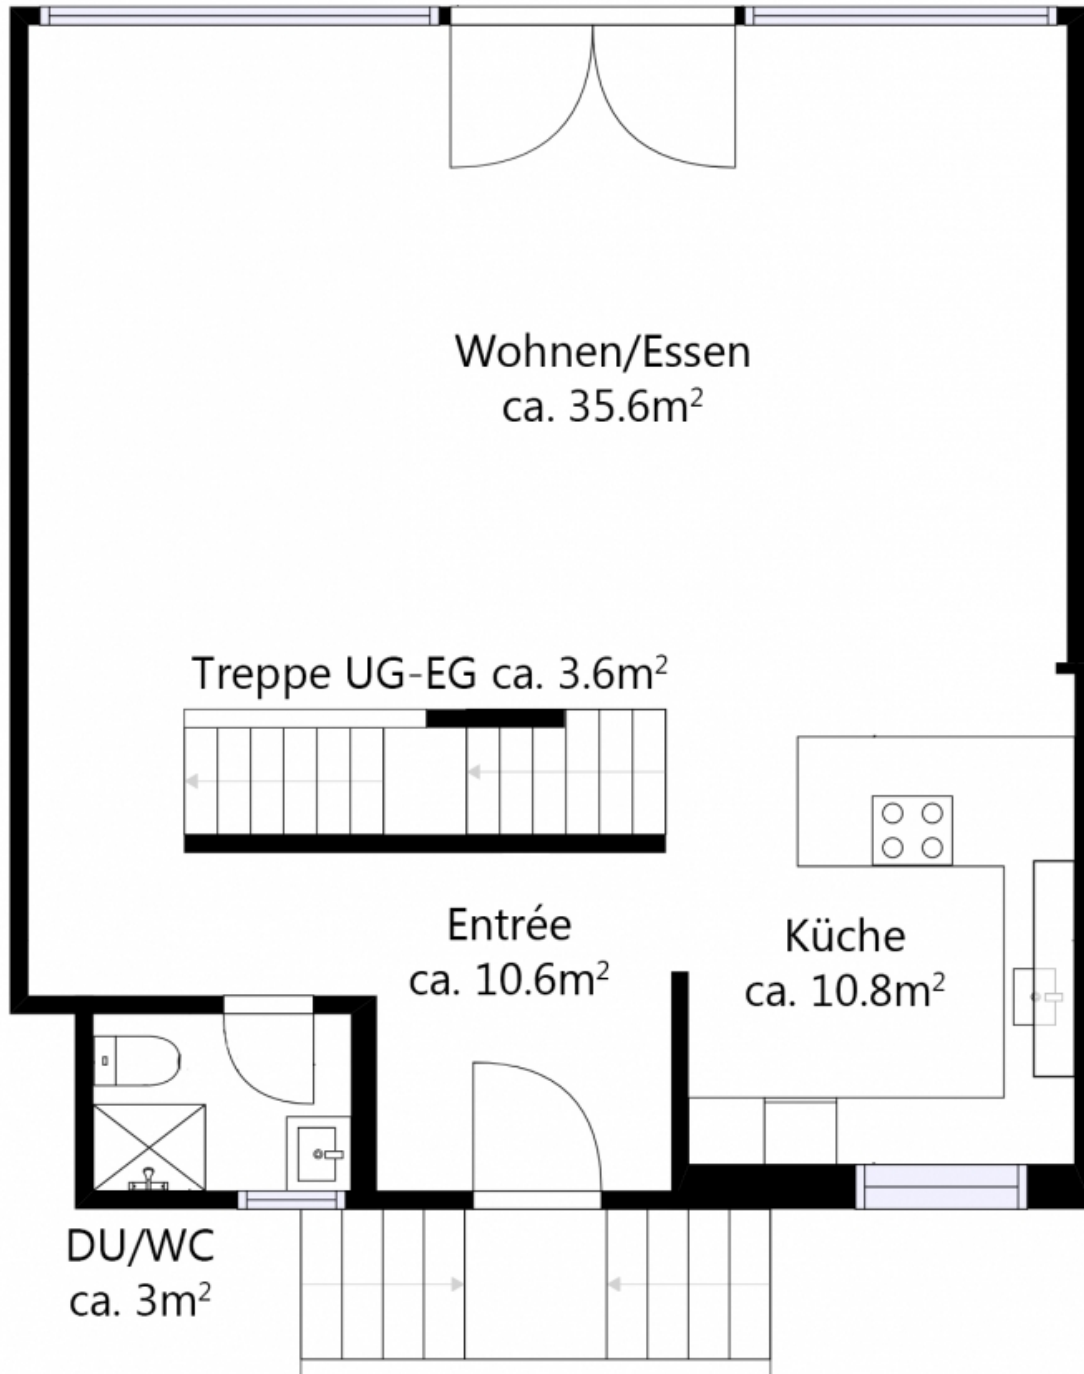 Wohnen/Essen
ca. 35.6m²
Treppe UG-EG ca. 3.6m²
Entrée
ca. 10.6m²
Küche
ca. 10.8m²
DU/WC
ca. 3m²